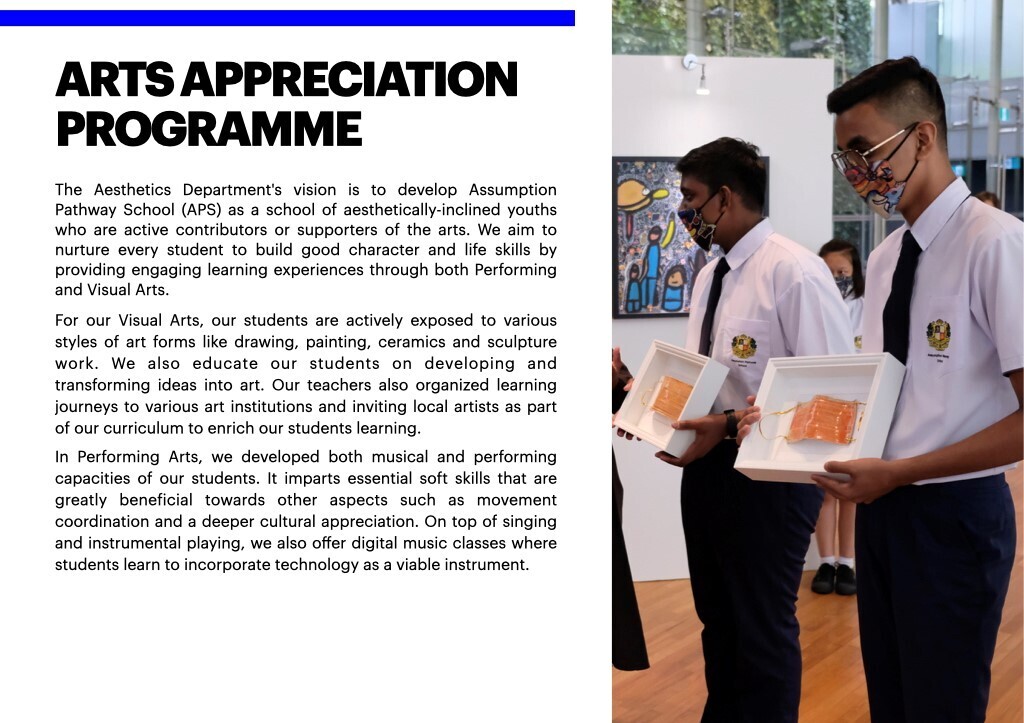 ARTS APPRECIATION
PROGRAMME
The Aesthetics Department's vision is to develop Assumption
Pathway School (APS) as a school of aesthetically-inclined youths
who are active contributors or supporters of the arts. We aim to
nurture every student to build good character and life skills by
providing engaging learning experiences through both Performing
and Visual Arts.
For our Visual Arts, our students are actively exposed to various
styles of art forms like drawing, painting, ceramics and sculpture
work. We also educate our students on developing and
transforming ideas into art. Our teachers also organized learning
journeys to various art institutions and inviting local artists as part
of our curriculum to enrich our students learning.
In Performing Arts, we developed both musical and performing
capacities of our students. It imparts essential soft skills that are
greatly beneficial towards other aspects such as movement
coordination and a deeper cultural appreciation. On top of singing
and instrumental playing, we also offer digital music classes where
students learn to incorporate technology as a viable instrument.